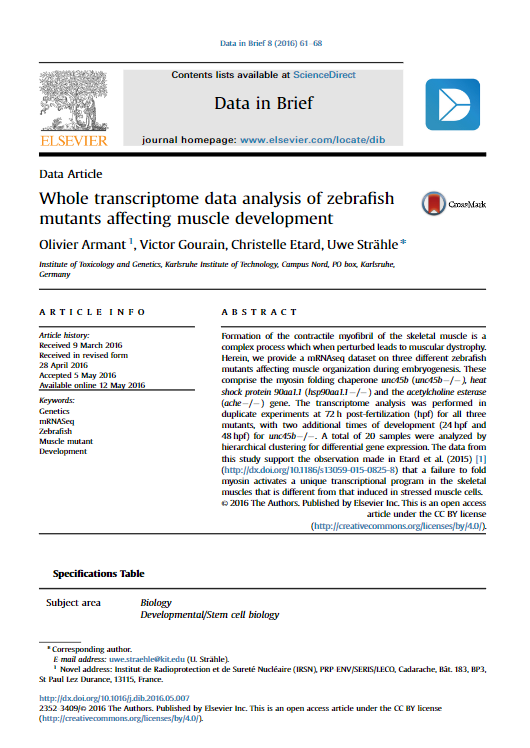 Data in Brief 8 (2016) 61–68
ELSEVIER
Contents lists available at ScienceDirect
Data in Brief
journal homepage: www.elsevier.com/locate/dib
Data Article
Whole transcriptome data analysis of zebrafish
mutants affecting muscle development
CrossMark
Olivier Armant 1, Victor Gourain, Christelle Etard, Uwe Strähle *
Institute of Toxicology and Genetics, Karlsruhe Institute of Technology, Campus Nord, PO box, Karlsruhe,
Germany
ARTICLE INFO
Article history:
Received 9 March 2016
Received in revised form
28 April 2016
Accepted 5 May 2016
Available online 12 May 2016
Keywords:
Genetics
mRNASeq
Zebrafish
Muscle mutant
Development
ABSTRACT
Formation of the contractile myofibril of the skeletal muscle is a
complex process which when perturbed leads to muscular dystrophy.
Herein, we provide a mRNAseq dataset on three different zebrafish
mutants affecting muscle organization during embryogenesis. These
comprise the myosin folding chaperone unc45b (unc45b−/−), heat
shock protein 90aa1.1 (hsp90aa1.1−/−) and the acetylcholine esterase
(ache−/−) gene. The transcriptome analysis was performed in
duplicate experiments at 72 h post-fertilization (hpf) for all three
mutants, with two additional times of development (24 hpf and
48 hpf) for unc45b−/−. A total of 20 samples were analyzed by
hierarchical clustering for differential gene expression. The data from
this study support the observation made in Etard et al. (2015) [1]
(http://dx.doi.org/10.1186/s13059-015-0825-8) that a failure to fold
myosin activates a unique transcriptional program in the skeletal
muscles that is different from that induced in stressed muscle cells.
© 2016 The Authors. Published by Elsevier Inc. This is an open access
article under the CC BY license
(http://creativecommons.org/licenses/by/4.0/).
Specifications Table
Subject area Biology
Developmental/Stem cell biology
* Corresponding author.
E-mail address: uwe.straehle@kit.edu (U. Strähle).
1 Novel address: Institut de Radioprotection et de Sureté Nucléaire (IRSN), PRP ENV/SERIS/LECO, Cadarache, Bât. 183, BP3,
St Paul Lez Durance, 13115, France.
http://dx.doi.org/10.1016/j.dib.2016.05.007
2352-3409/© 2016 The Authors. Published by Elsevier Inc. This is an open access article under the CC BY license
(http://creativecommons.org/licenses/by/4.0/).